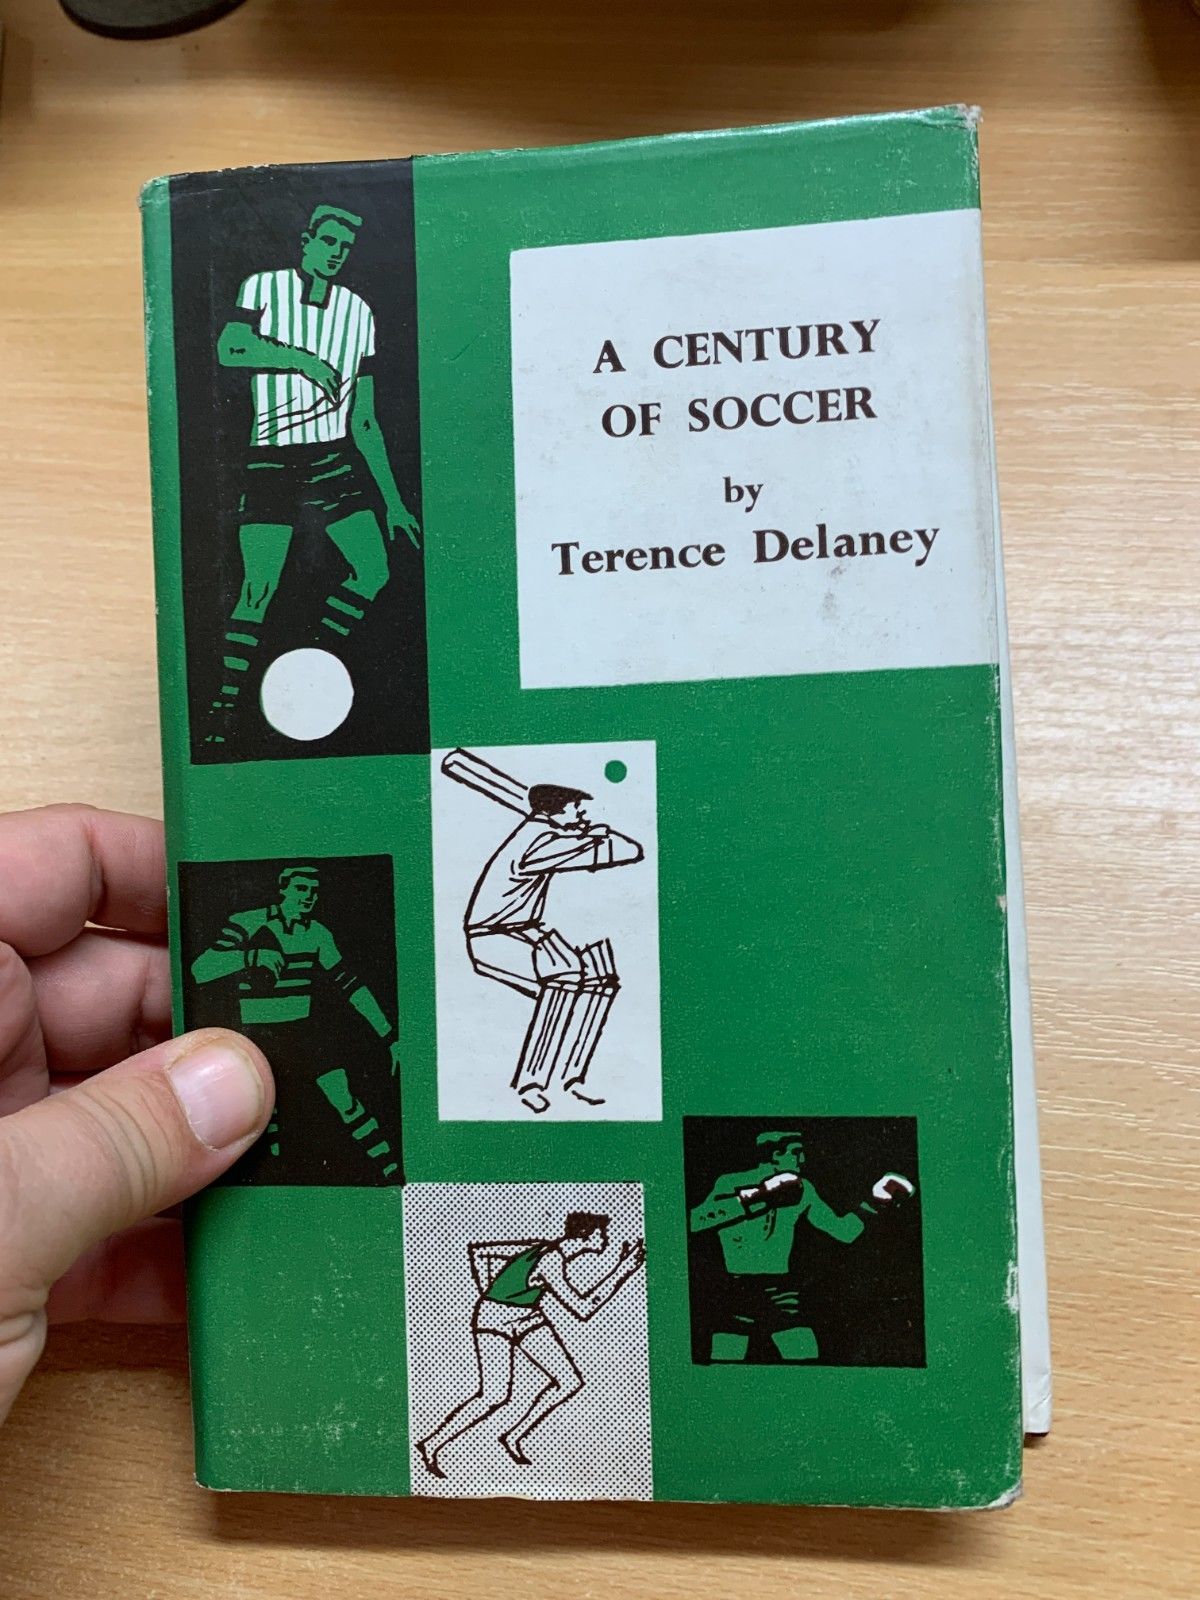 A CENTURY
OF SOCCER
by
Terence Delaney